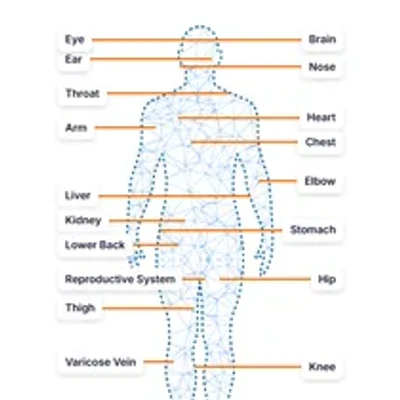 Eye
Brain
Ear
Nose
Throat
Heart
Arm
Chest
Elbow
Liver
Kidney
Stomach
Lower Back
Reproductive System
Hip
Thigh
Varicose Vein
Knee